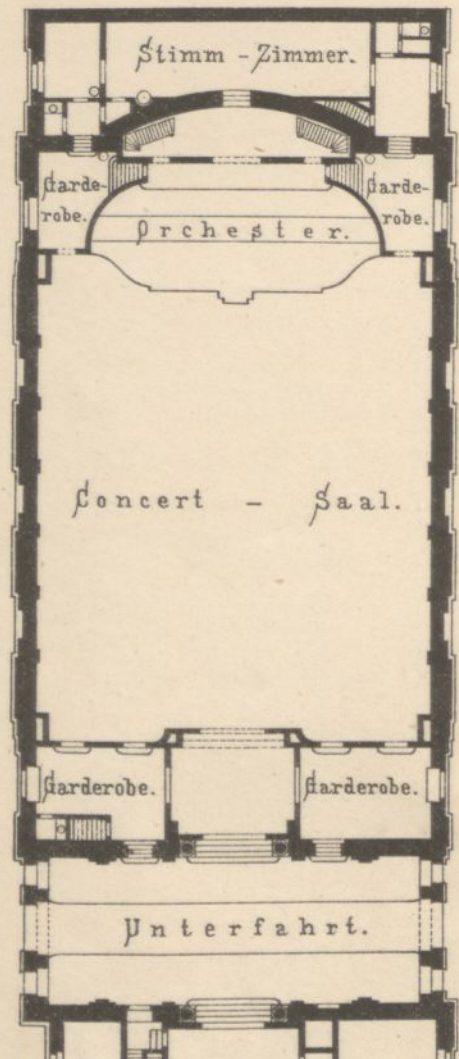 Stimm - Zimmer.
Garde-
robe.
Garde-
robe.
Orchester.
Concert - Saal.
Garderobe.
Garderobe.
Unterfahrt.